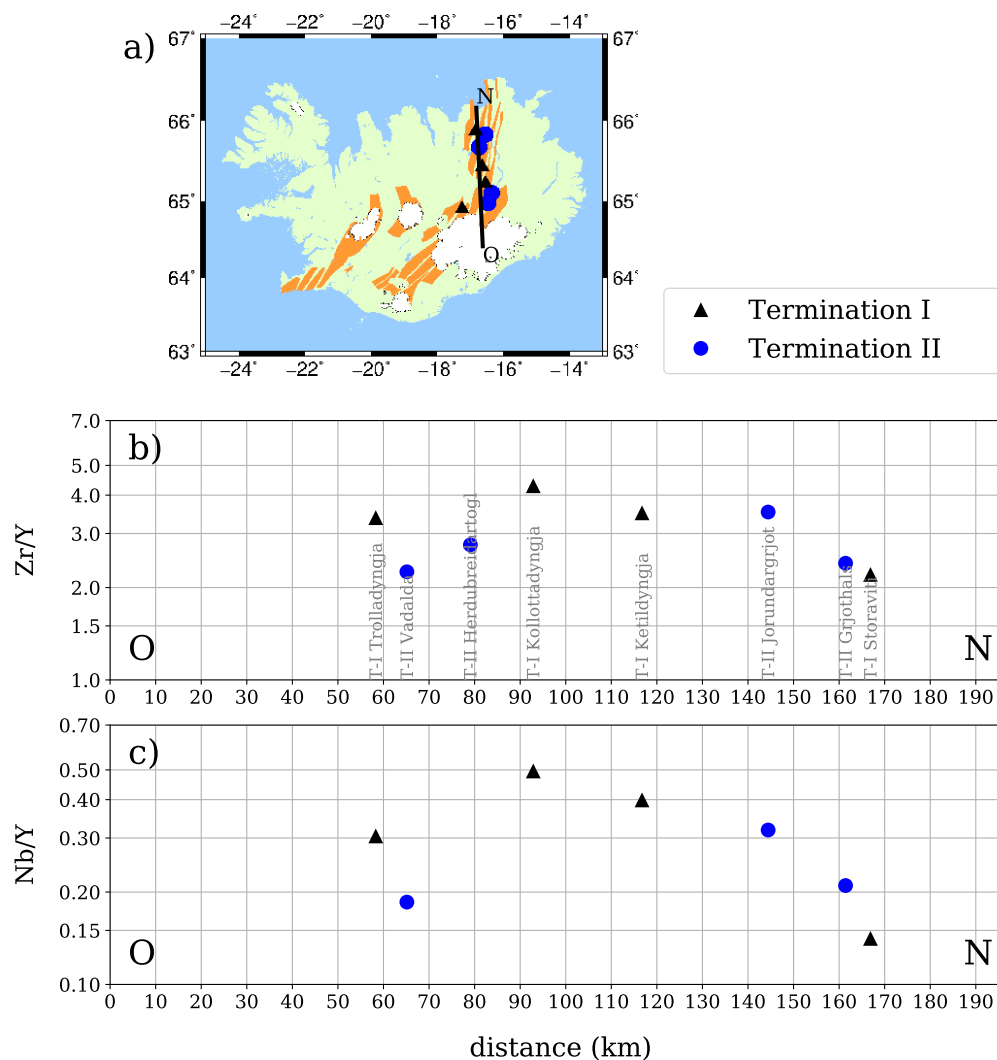 a)
−24° −22° −20° −18° −16° −14°
67° 67°
66° 66°
65° 65°
64° 64°
63° 63°
−24° −22° −20° −18° −16° −14°
N
O
Termination I
Termination II
b)
Zr/Y
7.0
5.0
4.0
3.0
2.0
1.5
1.0
T-I Trolladyngja
T-II Vadalda
T-II Herdubreidartogl
T-I Kollottadyngja
T-I Ketildyngja
T-II Jorundargrjot
T-II Grjothals
T-I Storaviti
O N
0 10 20 30 40 50 60 70 80 90 100 110 120 130 140 150 160 170 180 190
c)
Nb/Y
0.70
0.50
0.40
0.30
0.20
0.15
0.10
O N
0 10 20 30 40 50 60 70 80 90 100 110 120 130 140 150 160 170 180 190
distance (km)